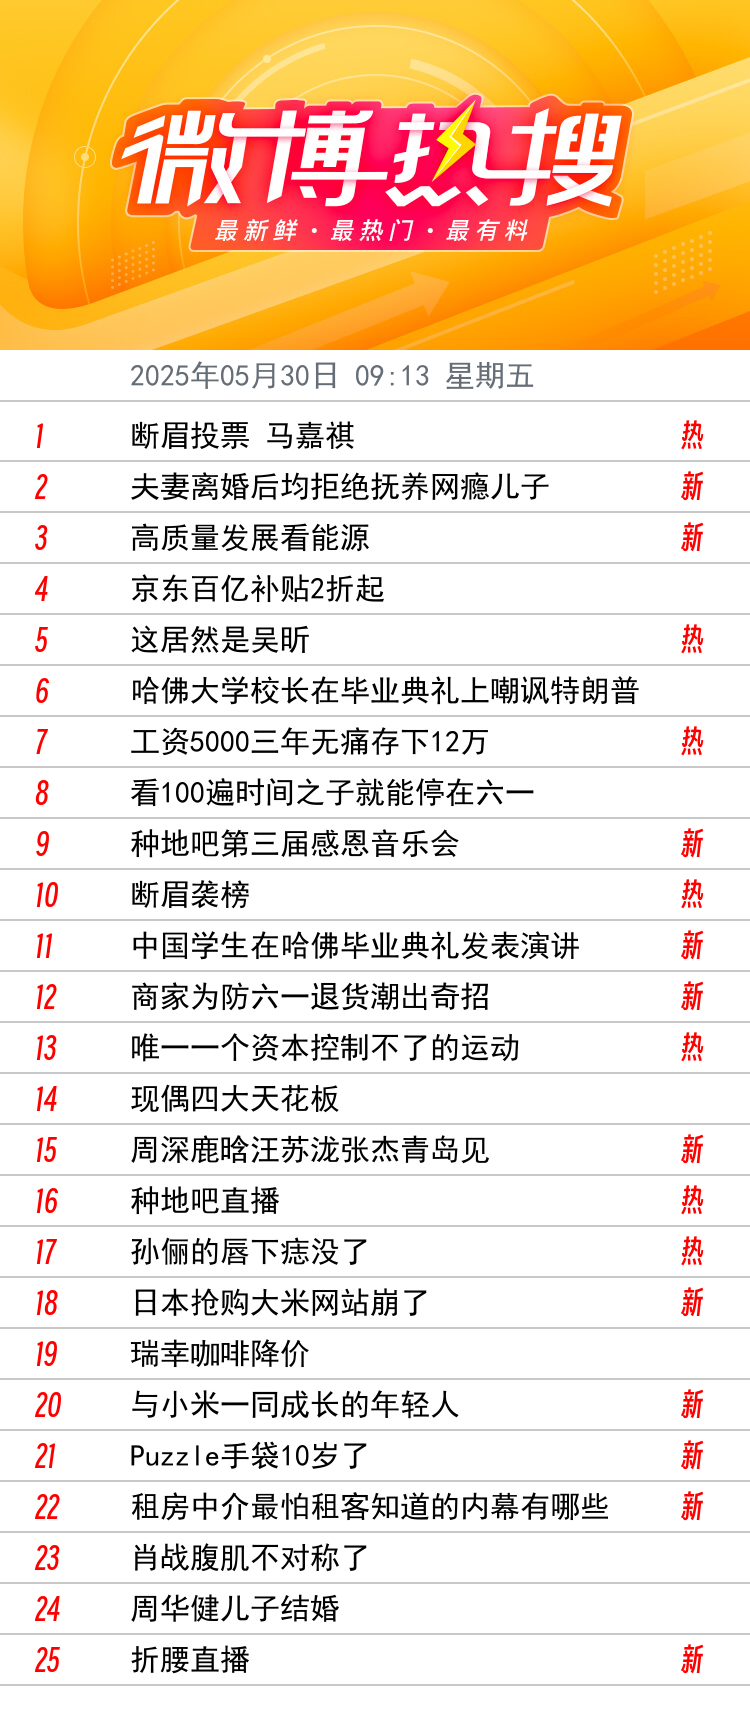 微博热搜
最新鲜·最热门·最有料
2025年05月30日 09:13 星期五
1 断眉投票 马嘉祺 热
2 夫妻离婚后均拒绝抚养网瘾儿子 新
3 高质量发展看能源 新
4 京东百亿补贴2折起
5 这居然是吴昕 热
6 哈佛大学校长在毕业典礼上嘲讽特朗普
7 工资5000三年无痛存下12万 热
8 看100遍时间之子就能停在六一
9 种地吧第三届感恩音乐会 新
10 断眉袭榜 热
11 中国学生在哈佛毕业典礼发表演讲 新
12 商家为防六一退货潮出奇招 新
13 唯一一个资本控制不了的运动 热
14 现偶四大天花板
15 周深鹿晗汪苏泷张杰青岛见 新
16 种地吧直播 热
17 孙俪的唇下痣没了 热
18 日本抢购大米网站崩了 新
19 瑞幸咖啡降价
20 与小米一同成长的年轻人 新
21 Puzzle手袋10岁了 新
22 租房中介最怕租客知道的内幕有哪些 新
23 肖战腹肌不对称了
24 周华健儿子结婚
25 折腰直播 新